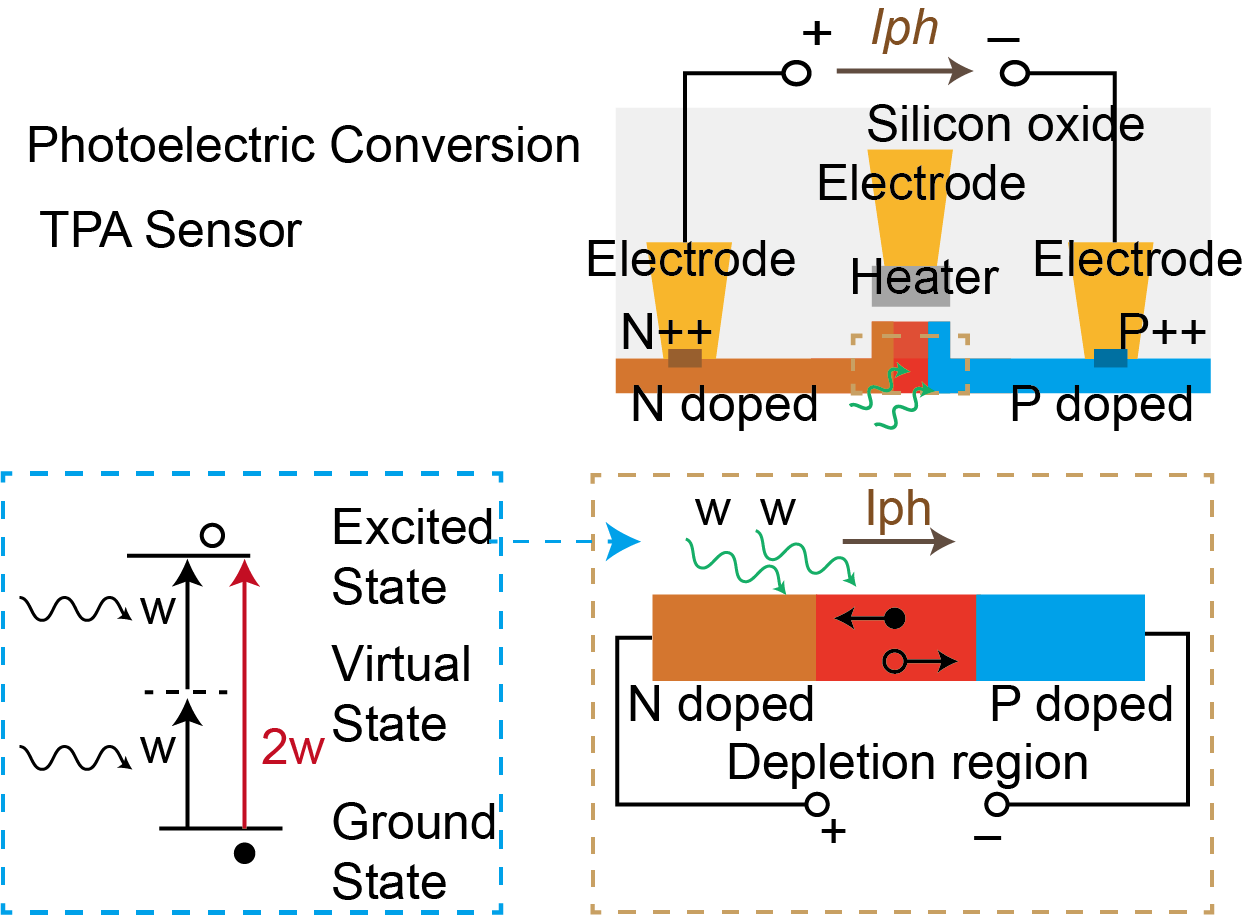 Photoelectric Conversion
TPA Sensor
+ Iph −
Silicon oxide
Electrode
Electrode
Heater
Electrode
N++
P++
N doped
P doped
w
w
2w
Excited
State
Virtual
State
Ground
State
w w Iph
N doped
P doped
Depletion region
+ −